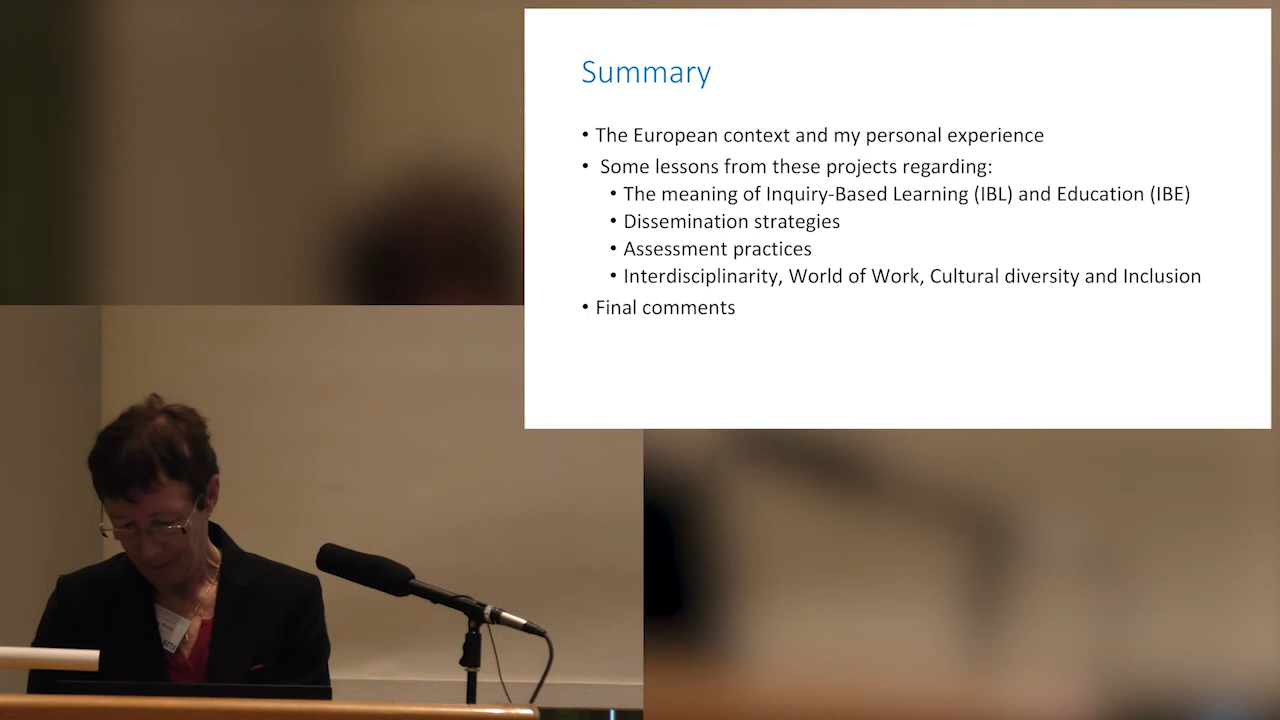 Summary
• The European context and my personal experience
• Some lessons from these projects regarding:
• The meaning of Inquiry-Based Learning (IBL) and Education (IBE)
• Dissemination strategies
• Assessment practices
• Interdisciplinarity, World of Work, Cultural diversity and Inclusion
• Final comments